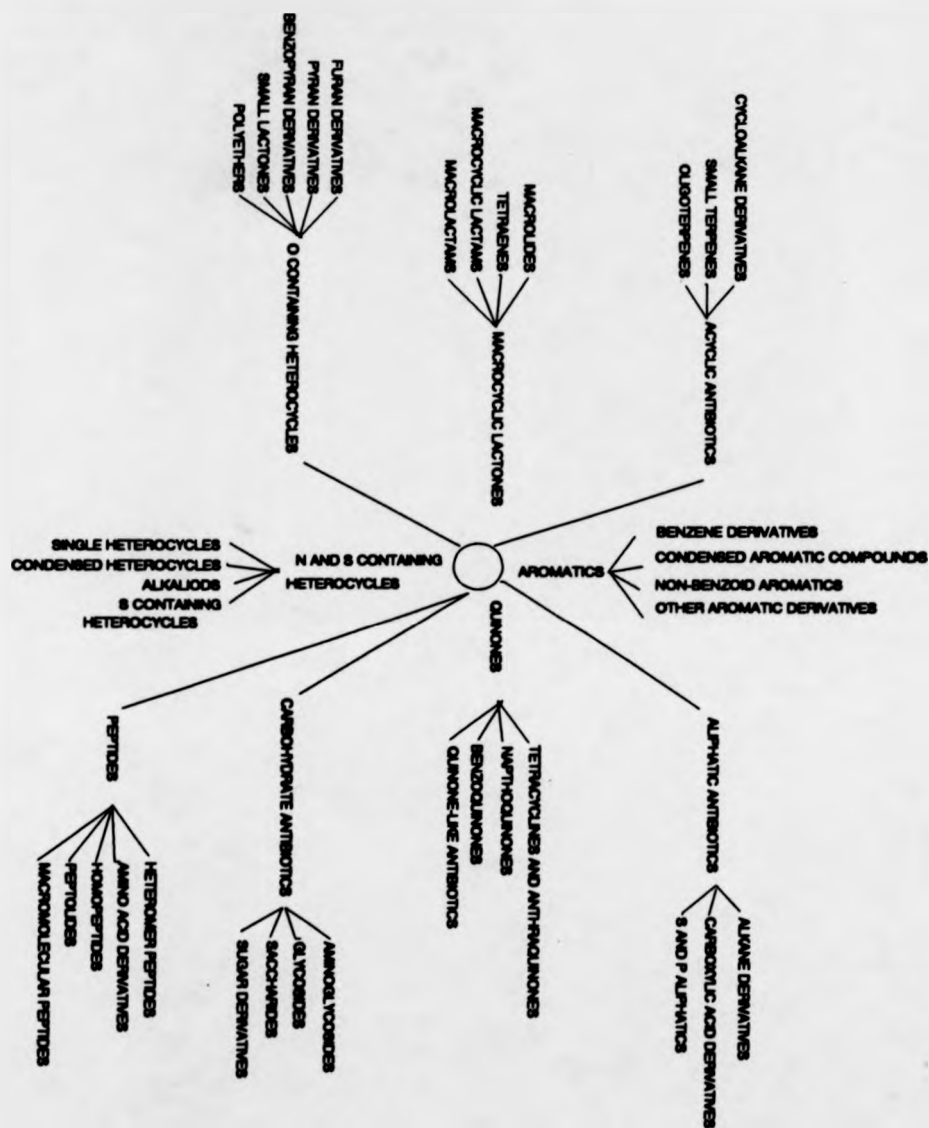 FURAN DERIVATIVES
PYRAN DERIVATIVES
BENZOPYRAN DERIVATIVES
SMALL LACTONES
POLYETHERS
O CONTAINING HETEROCYCLES
MACROLIDES
TETRAENES
MACROCYCLIC LACTAMS
MACROLACTAMS
MACROCYCLIC LACTONES
CYCLOALKANE DERIVATIVES
SMALL TERPENES
OLIGOTERPENES
ACYCLIC ANTIBIOTICS
SINGLE HETEROCYCLES
CONDENSED HETEROCYCLES
ALKALIODS
S CONTAINING
HETEROCYCLES
N AND S CONTAINING
HETEROCYCLES
AROMATICS
BENZENE DERIVATIVES
CONDENSED AROMATIC COMPOUNDS
NON-BENZOID AROMATICS
OTHER AROMATIC DERIVATIVES
PEPTIDES
HETEROMER PEPTIDES
AMINO ACID DERIVATIVES
HOMOPEPTIDES
PEPTOLIDES
MACROMOLECULAR PEPTIDES
CARBOHYDRATE ANTIBIOTICS
AMINOGLYCOSIDES
GLYCOSIDES
SACCHARIDES
SUGAR DERIVATIVES
QUINONES
TETRACYCLINES AND ANTHRAQUINONES
NAPTHOQUINONES
BENZOQUINONES
QUINONE-LIKE ANTIBIOTICS
ALIPHATIC ANTIBIOTICS
ALKANE DERIVATIVES
CARBOXYLIC ACID DERIVATIVES
S AND P ALIPHATICS